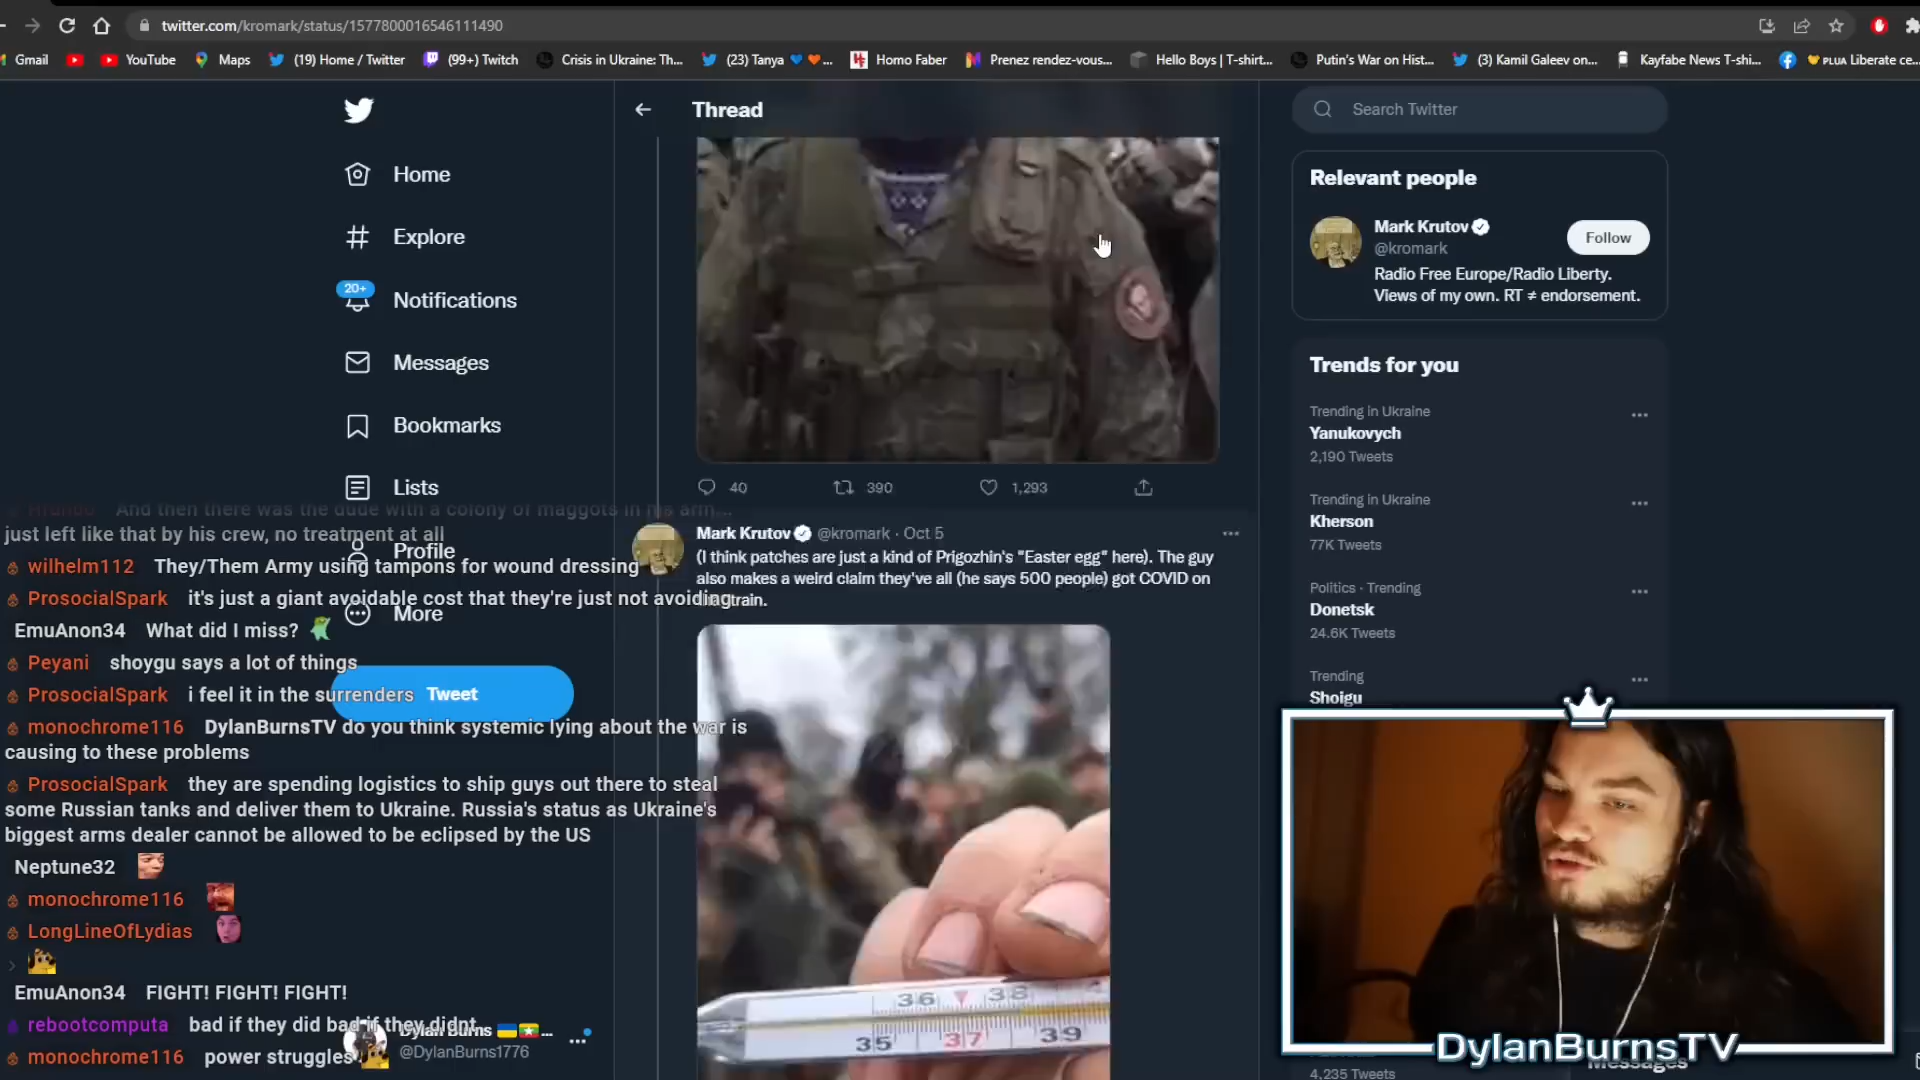 twitter.com/kromark/status/1577800016546111490
Gmail
YouTube
Maps
(19) Home / Twitter
(99+) Twitch
Crisis in Ukraine: Th...
(23) Tanya 💙🧡...
Homo Faber
Prenez rendez-vous...
Hello Boys | T-shirt...
Putin's War on Hist...
(3) Kamil Galeev on...
Kayfabe News T-shi...
PLUA Liberate ce...
Home
Explore
20+
Notifications
Messages
Bookmarks
Lists
Profile
More
Tweet
Dylan Burns 🇺🇦🇲🇲...
@DylanBurns1776
And then there was the dude with a colony of maggots in his arm...
just left like that by his crew, no treatment at all
wilhelm112 They/Them Army using tampons for wound dressing
ProsocialSpark it's just a giant avoidable cost that they're just not avoiding
EmuAnon34 What did I miss?
Peyani shoygu says a lot of things
ProsocialSpark i feel it in the surrenders
monochrome116 DylanBurnsTV do you think systemic lying about the war is
causing to these problems
ProsocialSpark they are spending logistics to ship guys out there to steal
some Russian tanks and deliver them to Ukraine. Russia's status as Ukraine's
biggest arms dealer cannot be allowed to be eclipsed by the US
Neptune32
monochrome116
LongLineOfLydias
EmuAnon34 FIGHT! FIGHT! FIGHT!
rebootcomputa bad if they did bad if they didnt
monochrome116 power struggles
Thread
40
390
1,293
Mark Krutov @kromark · Oct 5
(I think patches are just a kind of Prigozhin's "Easter egg" here). The guy
also makes a weird claim they've all (he says 500 people) got COVID on
train.
36 38
35 37 39
Search Twitter
Relevant people
Mark Krutov
@kromark
Follow
Radio Free Europe/Radio Liberty.
Views of my own. RT ≠ endorsement.
Trends for you
Trending in Ukraine
Yanukovych
2,190 Tweets
Trending in Ukraine
Kherson
77K Tweets
Politics · Trending
Donetsk
24.6K Tweets
Trending
Shoigu
DylanBurnsTV
Messages
4,235 Tweets